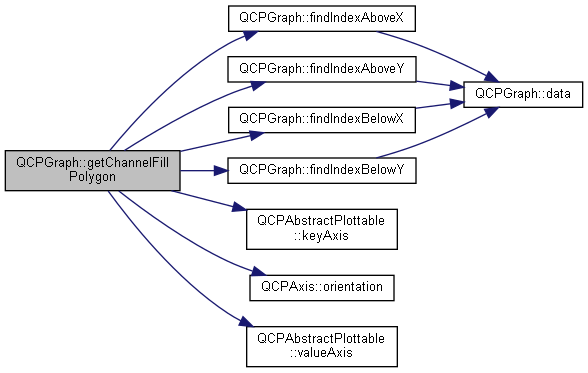 QCPGraph::findIndexAboveX
QCPGraph::findIndexAboveY
QCPGraph::data
QCPGraph::findIndexBelowX
QCPGraph::getChannelFill
Polygon
QCPGraph::findIndexBelowY
QCPAbstractPlottable
::keyAxis
QCPAxis::orientation
QCPAbstractPlottable
::valueAxis